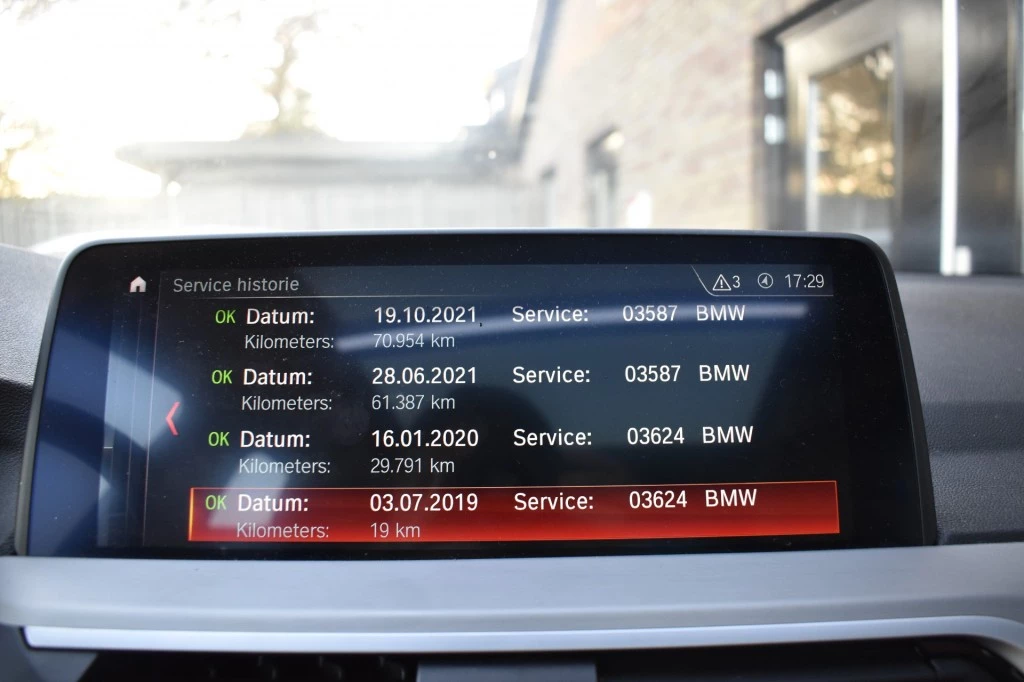 Service historie 3 17:29
OK Datum: 19.10.2021 Service: 03587 BMW
Kilometers: 70.954 km
OK Datum: 28.06.2021 Service: 03587 BMW
Kilometers: 61.387 km
OK Datum: 16.01.2020 Service: 03624 BMW
Kilometers: 29.791 km
OK Datum: 03.07.2019 Service: 03624 BMW
Kilometers: 19 km